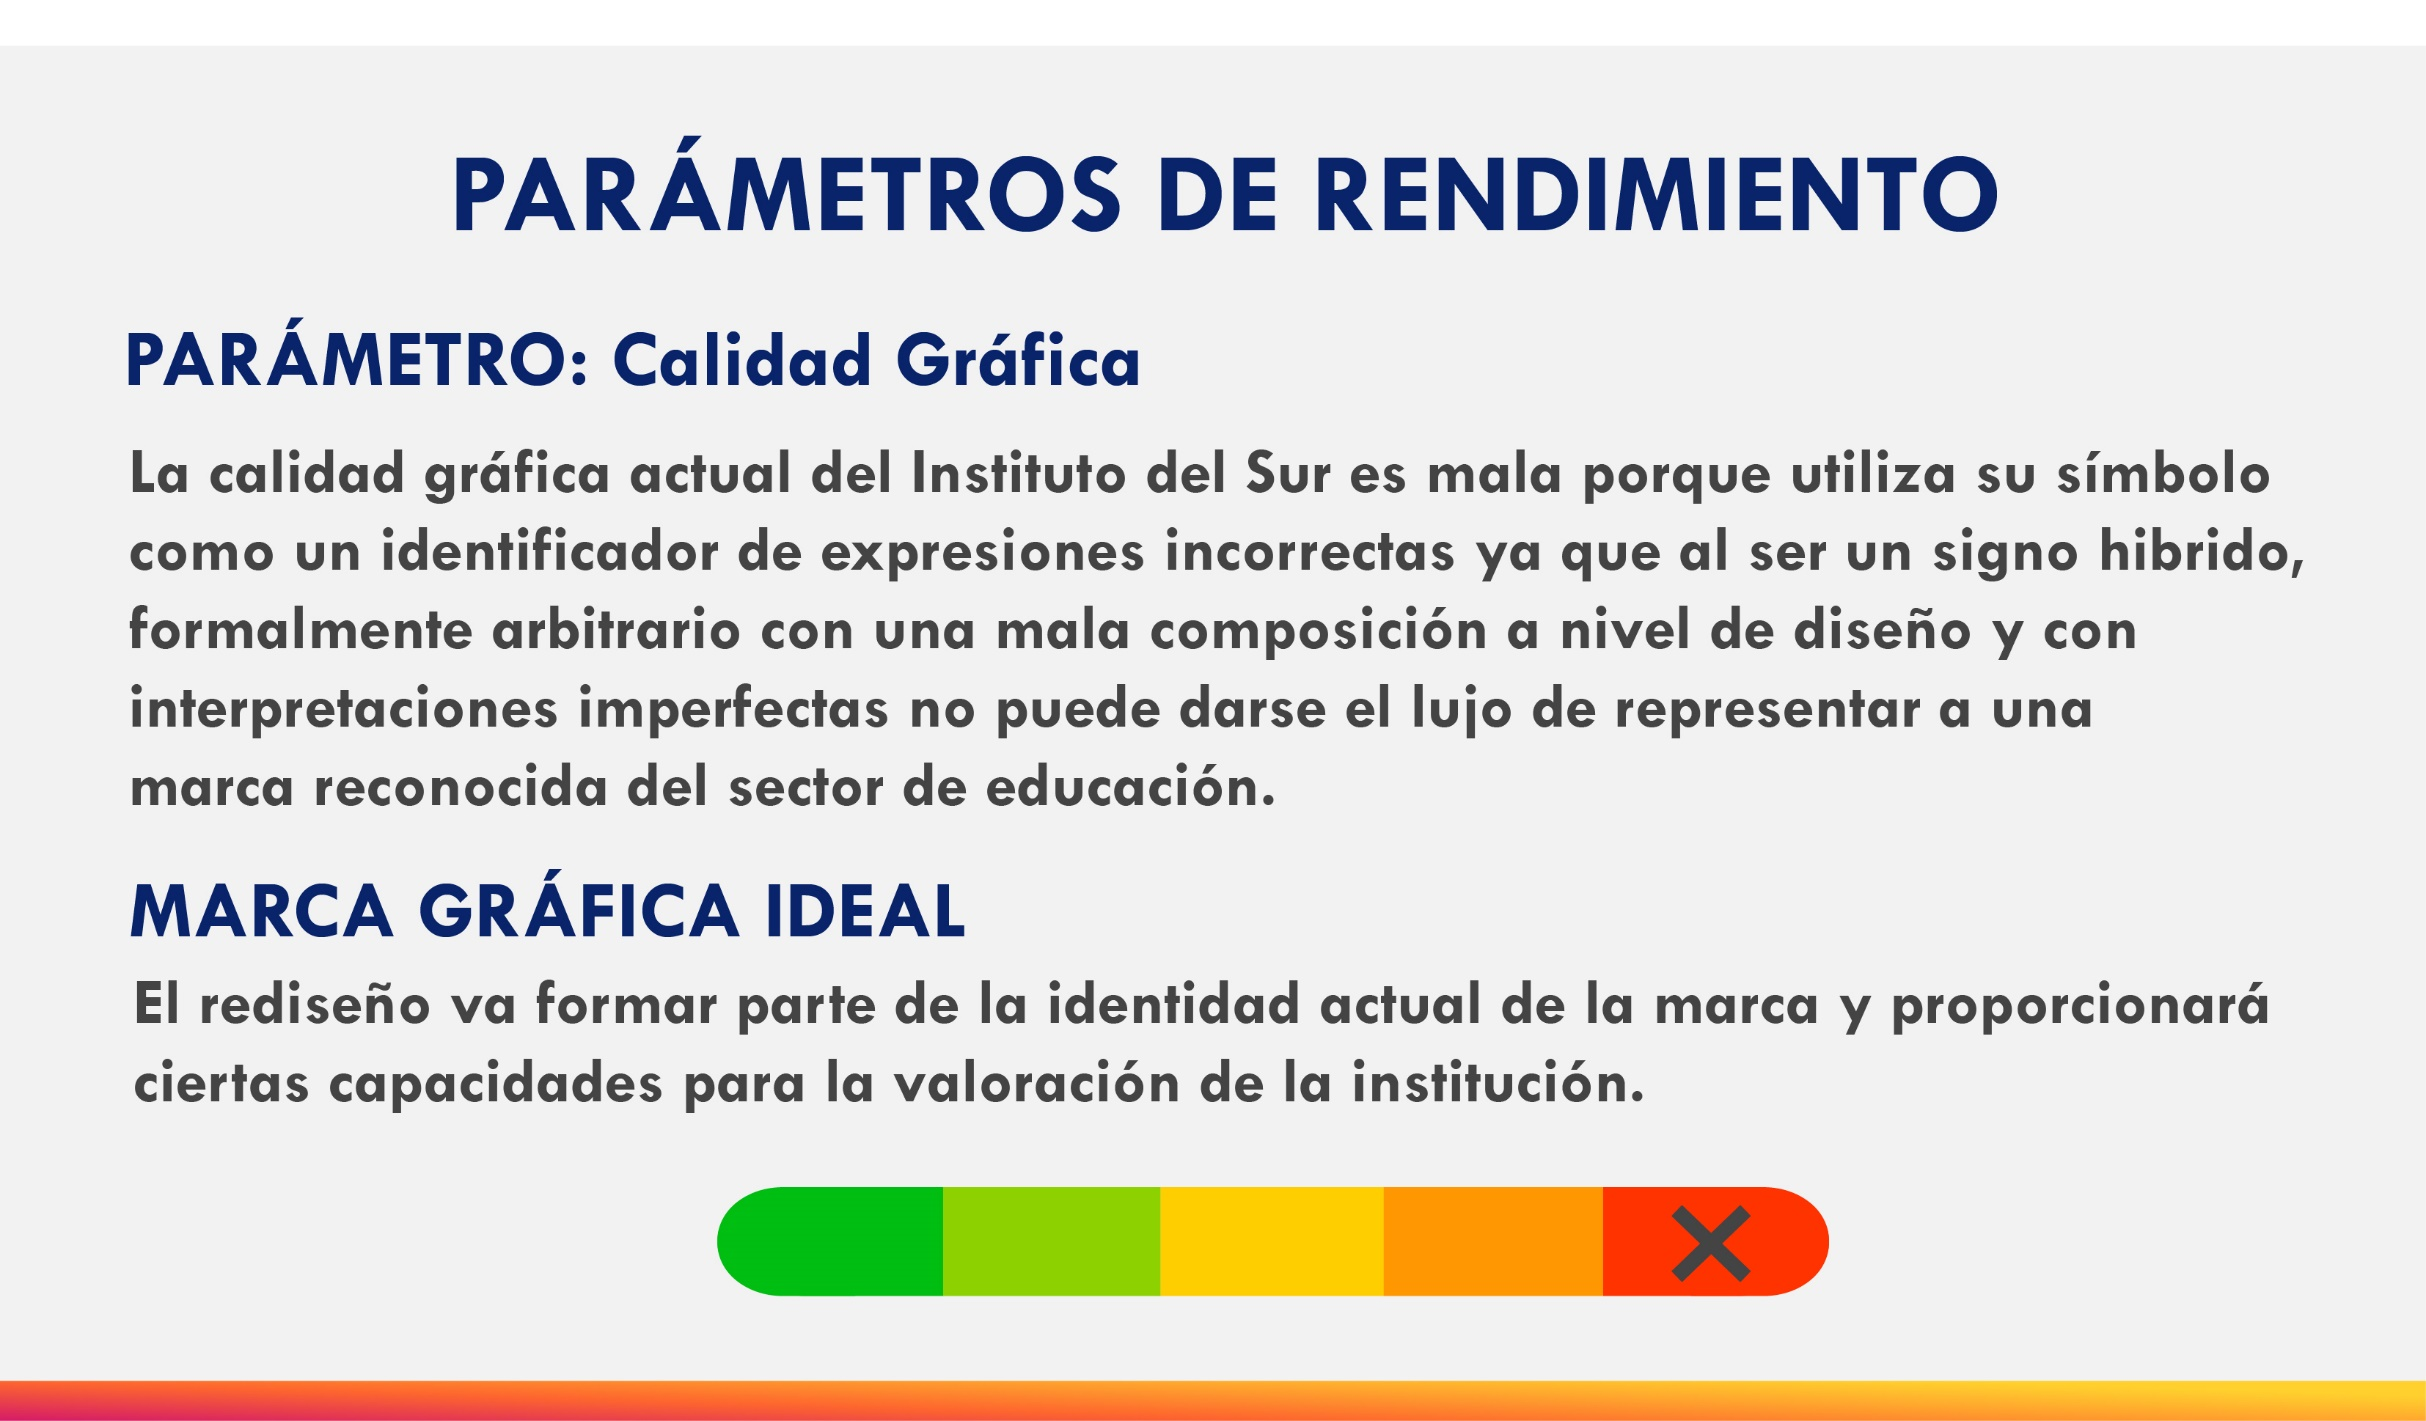 PARÁMETROS DE RENDIMIENTO
PARÁMETRO: Calidad Gráfica
La calidad gráfica actual del Instituto del Sur es mala porque utiliza su símbolo
como un identificador de expresiones incorrectas ya que al ser un signo hibrido,
formalmente arbitrario con una mala composición a nivel de diseño y con
interpretaciones imperfectas no puede darse el lujo de representar a una
marca reconocida del sector de educación.
MARCA GRÁFICA IDEAL
El rediseño va formar parte de la identidad actual de la marca y proporcionará
ciertas capacidades para la valoración de la institución.